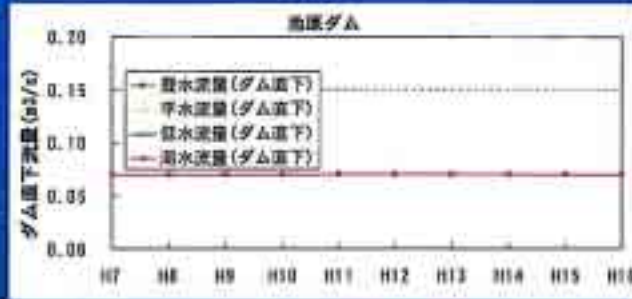 ダム
ダム直下流量(m3/s)
0.20
0.15
0.10
0.05
0.00
豊水流量(ダム直下)
平水流量(ダム直下)
低水流量(ダム直下)
渇水流量(ダム直下)
H7 H8 H9 H10 H11 H12 H13 H14 H15 H16